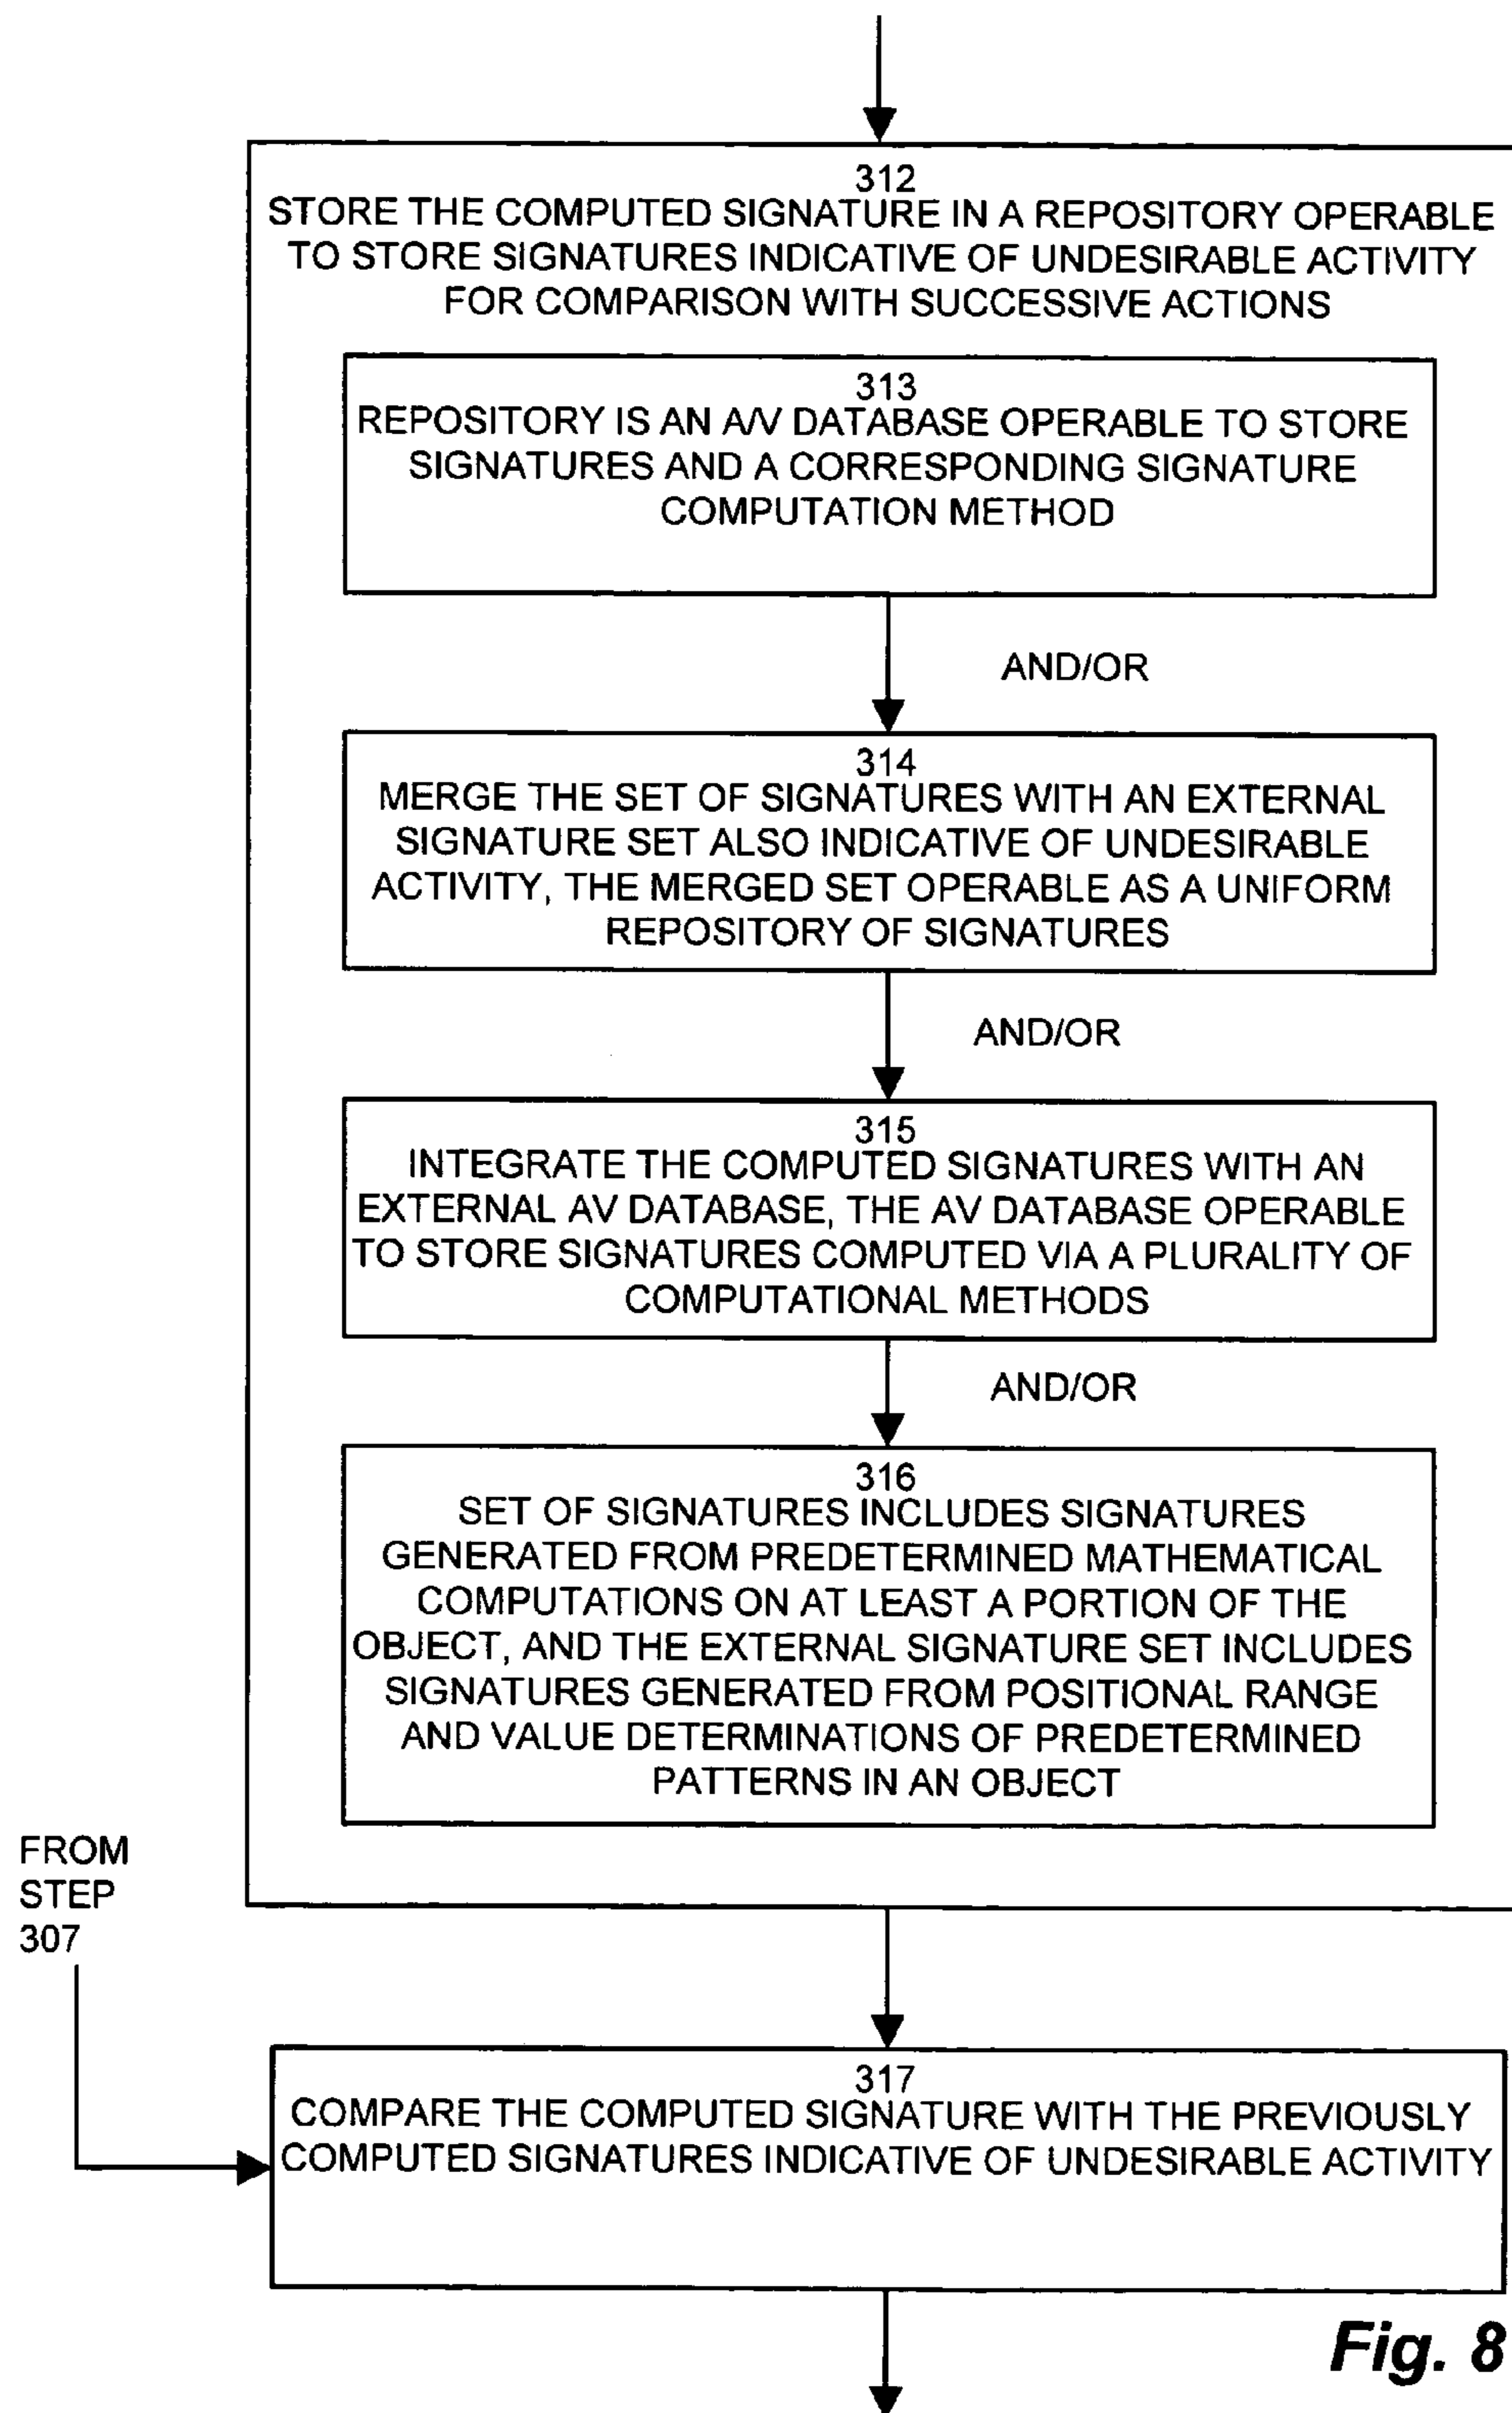 312
STORE THE COMPUTED SIGNATURE IN A REPOSITORY OPERABLE
TO STORE SIGNATURES INDICATIVE OF UNDESIRABLE ACTIVITY
FOR COMPARISON WITH SUCCESSIVE ACTIONS
313
REPOSITORY IS AN A/V DATABASE OPERABLE TO STORE
SIGNATURES AND A CORRESPONDING SIGNATURE
COMPUTATION METHOD
AND/OR
314
MERGE THE SET OF SIGNATURES WITH AN EXTERNAL
SIGNATURE SET ALSO INDICATIVE OF UNDESIRABLE
ACTIVITY, THE MERGED SET OPERABLE AS A UNIFORM
REPOSITORY OF SIGNATURES
AND/OR
315
INTEGRATE THE COMPUTED SIGNATURES WITH AN
EXTERNAL AV DATABASE, THE AV DATABASE OPERABLE
TO STORE SIGNATURES COMPUTED VIA A PLURALITY OF
COMPUTATIONAL METHODS
AND/OR
316
SET OF SIGNATURES INCLUDES SIGNATURES
GENERATED FROM PREDETERMINED MATHEMATICAL
COMPUTATIONS ON AT LEAST A PORTION OF THE
OBJECT, AND THE EXTERNAL SIGNATURE SET INCLUDES
SIGNATURES GENERATED FROM POSITIONAL RANGE
AND VALUE DETERMINATIONS OF PREDETERMINED
PATTERNS IN AN OBJECT
FROM
STEP
307
317
COMPARE THE COMPUTED SIGNATURE WITH THE PREVIOUSLY
COMPUTED SIGNATURES INDICATIVE OF UNDESIRABLE ACTIVITY
Fig. 8